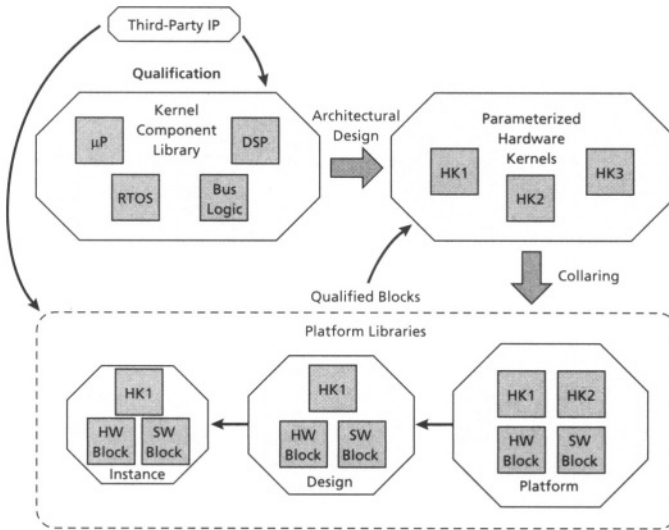 Third-Party IP
Qualification
Kernel
Component
Library
µP
DSP
RTOS
Bus
Logic
Architectural
Design
Parameterized
Hardware
Kernels
HK1
HK2
HK3
Qualified Blocks
Collaring
Platform Libraries
HK1
HW
Block
SW
Block
Instance
HK1
HW
Block
SW
Block
Design
HK1
HK2
HW
Block
SW
Block
Platform